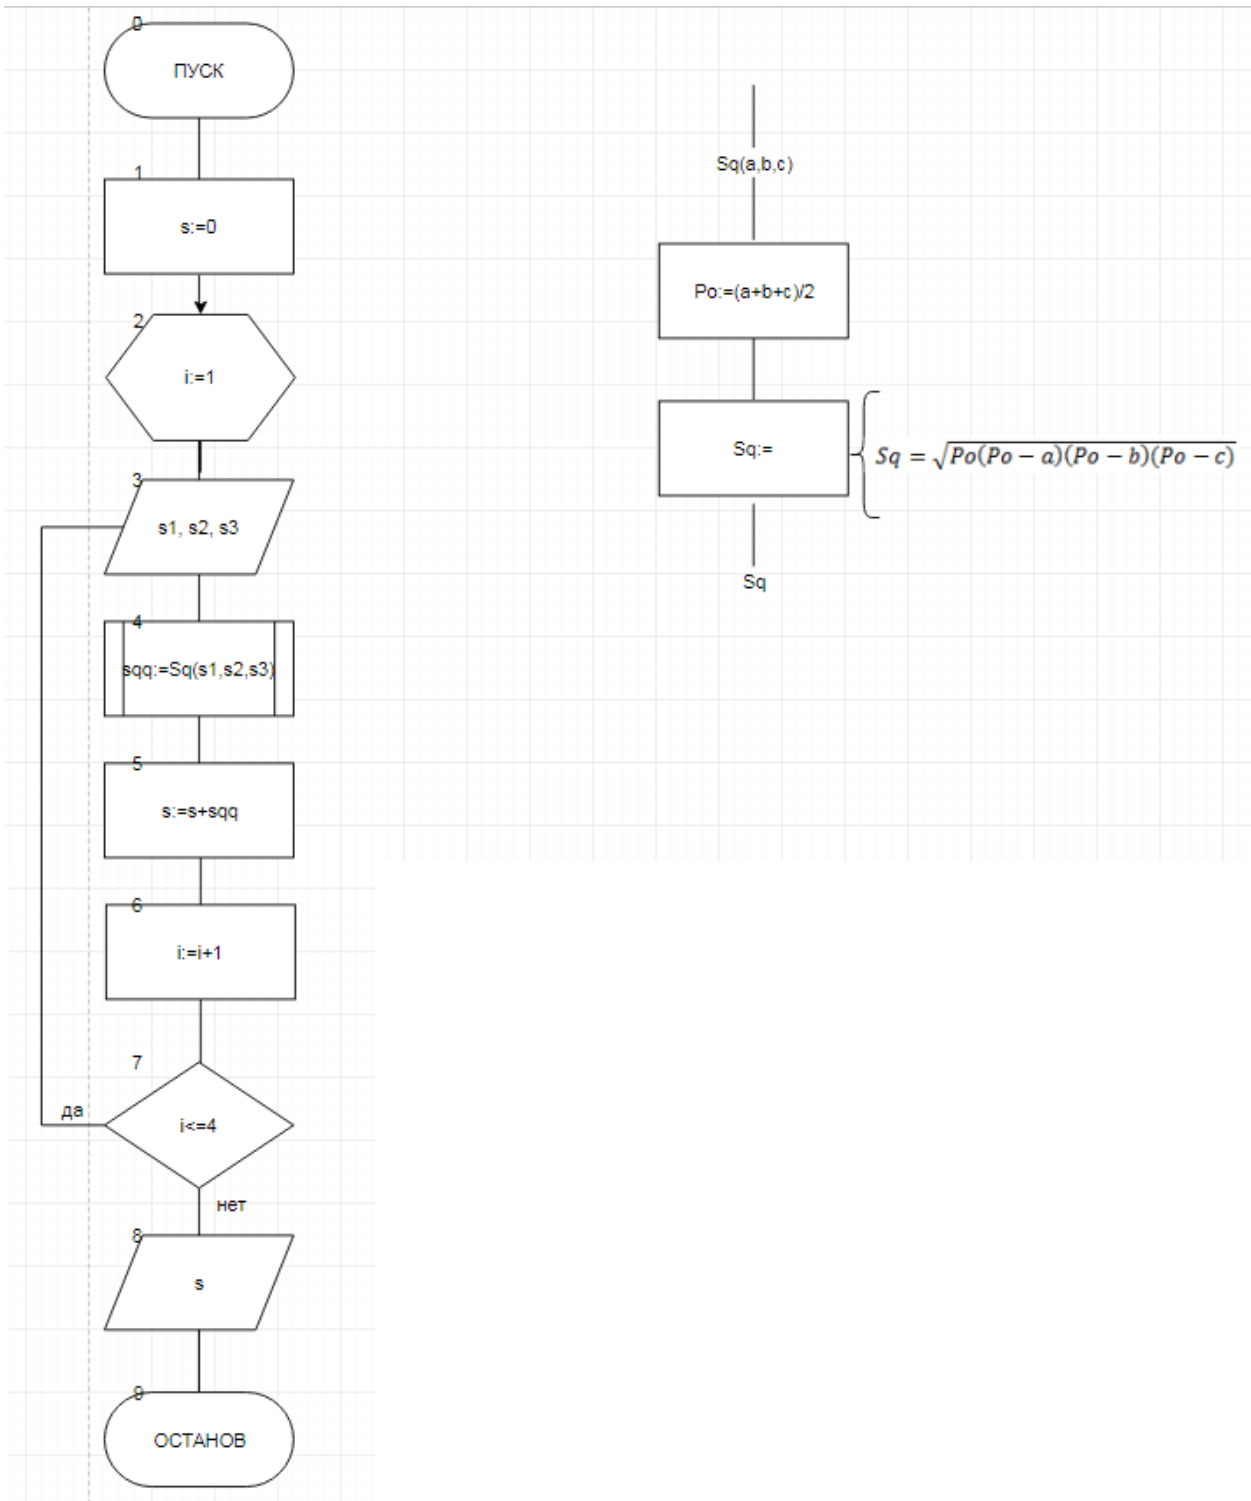 0
ПУСК
1
s:=0
2
i:=1
3
s1, s2, s3
4
sqq:=Sq(s1,s2,s3)
5
s:=s+sqq
6
i:=i+1
7
i<=4
да
нет
8
s
9
ОСТАНОВ
Sq(a,b,c)
Po:=(a+b+c)/2
Sq:=
Sq = √Po(Po − a)(Po − b)(Po − c)
Sq